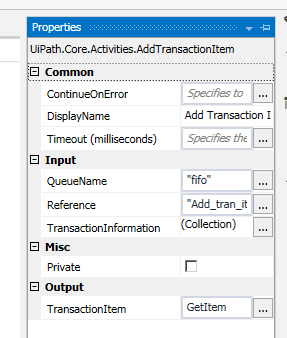 Properties
UiPath.Core.Activities.AddTransactionItem
Common
ContinueOnError Specifies to ...
DisplayName Add Transaction I
Timeout (milliseconds) Specifies the ...
Input
QueueName "fifo" ...
Reference "Add_tran_it ...
TransactionInformation (Collection) ...
Misc
Private
Output
TransactionItem GetItem ...